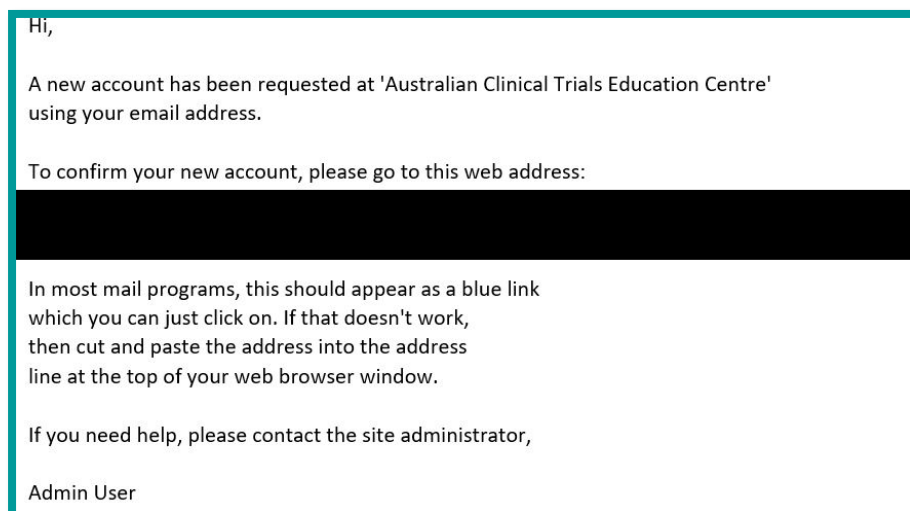 Hi,
A new account has been requested at 'Australian Clinical Trials Education Centre'
using your email address.
To confirm your new account, please go to this web address:
In most mail programs, this should appear as a blue link
which you can just click on. If that doesn't work,
then cut and paste the address into the address
line at the top of your web browser window.
If you need help, please contact the site administrator,
Admin User